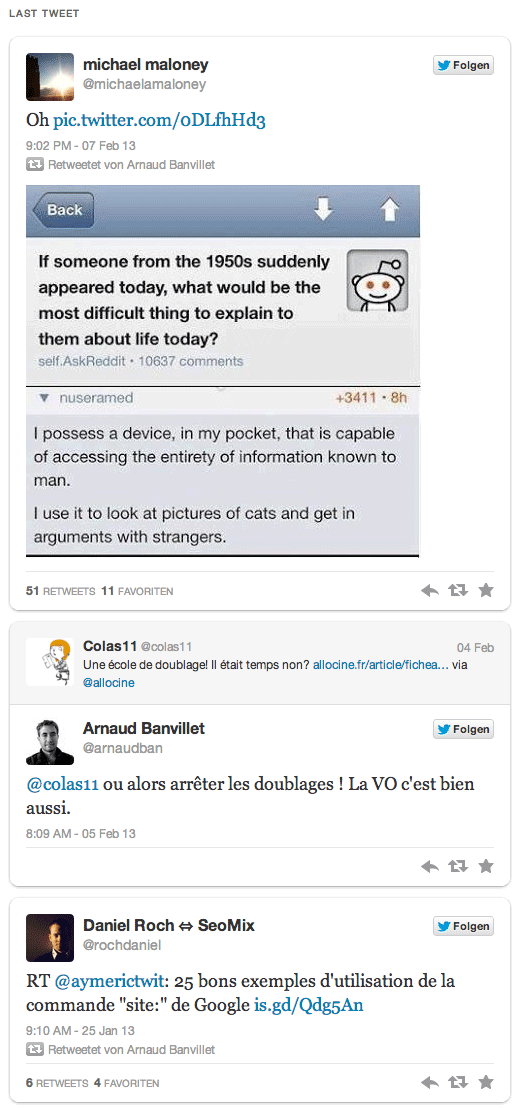 LAST TWEET
michael maloney
@michaelamaloney
Folgen
Oh pic.twitter.com/0DLfhHd3
9:02 PM - 07 Feb 13
Retweetet von Arnaud Banvillet
Back
If someone from the 1950s suddenly
appeared today, what would be the
most difficult thing to explain to
them about life today?
self.AskReddit • 10637 comments
nuseramed +3411 • 8h
I possess a device, in my pocket, that is capable
of accessing the entirety of information known to
man.
I use it to look at pictures of cats and get in
arguments with strangers.
51 RETWEETS 11 FAVORITEN
Colas11 @colas11 04 Feb
Une école de doublage! Il était temps non? allocine.fr/article/fichea... via
@allocine
Arnaud Banvillet
@arnaudban
Folgen
@colas11 ou alors arrêter les doublages ! La VO c'est bien
aussi.
8:09 AM - 05 Feb 13
Daniel Roch ⇔ SeoMix
@rochdaniel
Folgen
RT @aymerictwit: 25 bons exemples d'utilisation de la
commande "site:" de Google is.gd/Qdg5An
9:10 AM - 25 Jan 13
Retweetet von Arnaud Banvillet
6 RETWEETS 4 FAVORITEN